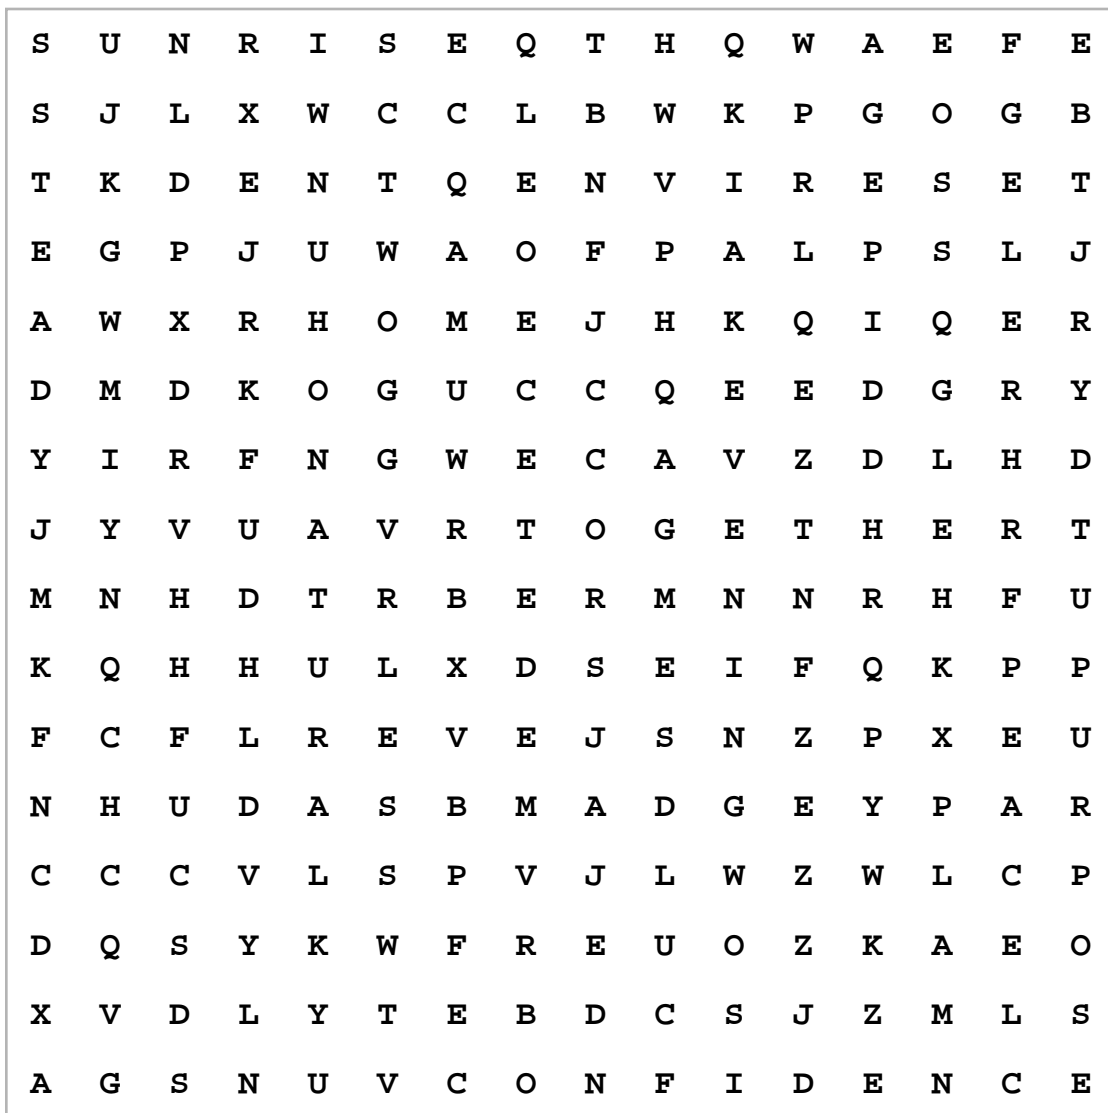 S U N R I S E Q T H Q W A E F E
S J L X W C C L B W K P G O G B
T K D E N T Q E N V I R E S E T
E G P J U W A O F P A L P S L J
A W X R H O M E J H K Q I Q E R
D M D K O G U C C Q E E D G R Y
Y I R F N G W E C A V Z D L H D
J Y V U A V R T O G E T H E R T
M N H D T R B E R M N N R H F U
K Q H H U L X D S E I F Q K P P
F C F L R E V E J S N Z P X E U
N H U D A S B M A D G E Y P A R
C C C V L S P V J L W Z W L C P
D Q S Y K W F R E U O Z K A E O
X V D L Y T E B D C S J Z M L S
A G S N U V C O N F I D E N C E